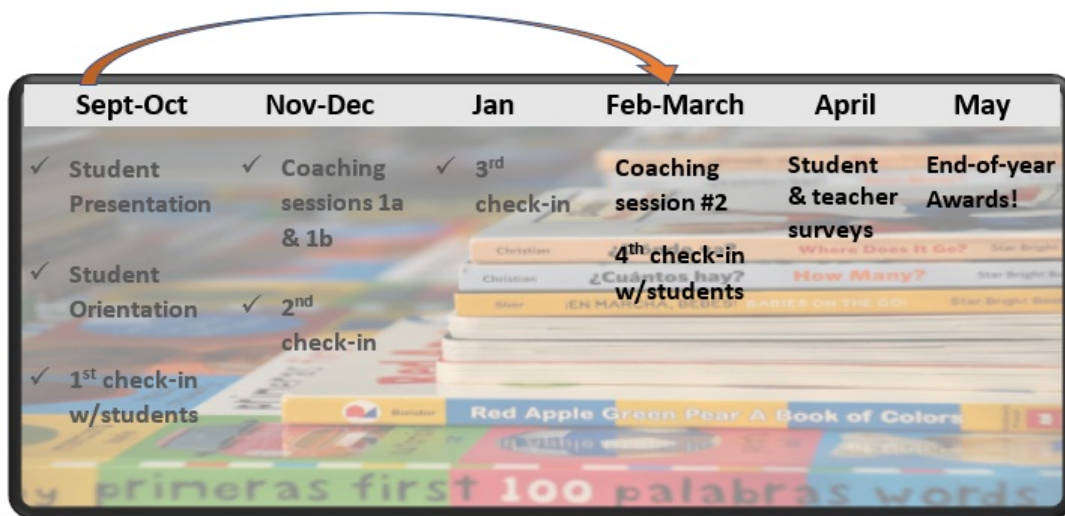 Sept-Oct
Nov-Dec
Jan
Feb-March
April
May
✓ Student
Presentation
✓ Student
Orientation
✓ 1st check-in
w/students
✓ Coaching
sessions 1a
& 1b
✓ 2nd
check-in
✓ 3rd
check-in
Coaching
session #2
4th check-in
w/students
Student
& teacher
surveys
End-of-year
Awards!
Christian Where Does It Go? Star Bright
Christian ¿Cuántos hay? How Many? Star Bright
¡EN MARCHA, BEBÉS! BABIES ON THE GO! Star Bright
Red Apple Green Pear A Book of Colors
primeras first 100 palabras words